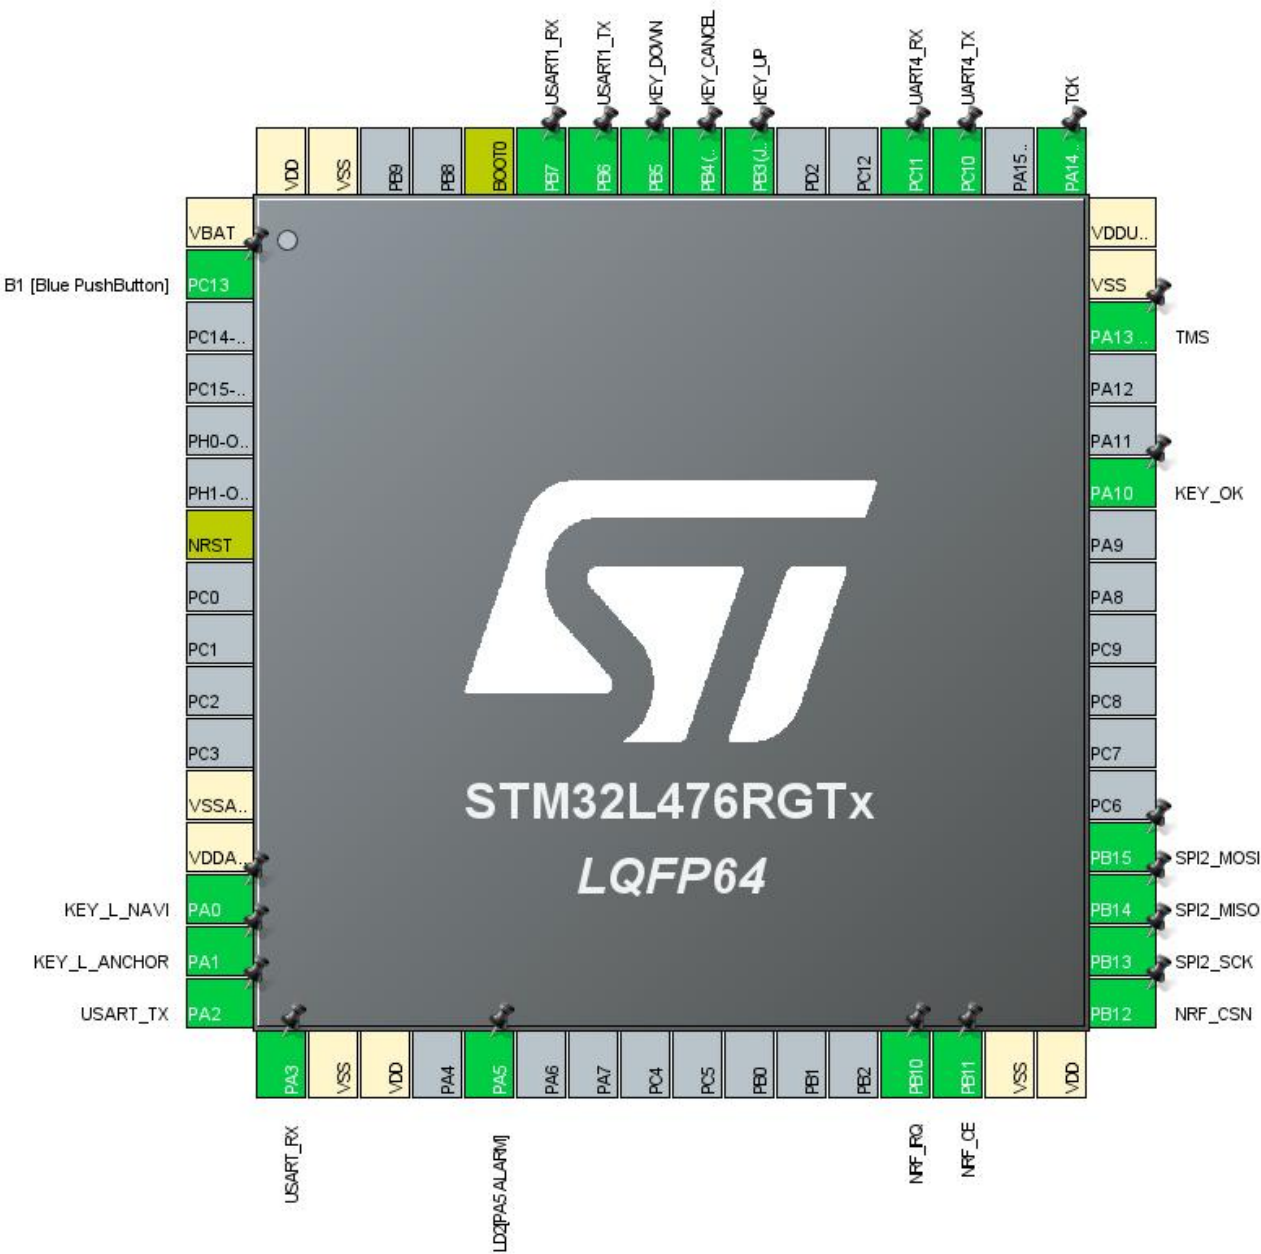 USART1_RX
USART1_TX
KEY_DOWN
KEY_CANCEL
KEY_UP
UART4_RX
UART4_TX
TCK
VDD
VSS
PB9
PB8
BOOT0
PB7
PB6
PB5
PB4 (..
PB3 (J..
PD2
PC12
PC11
PC10
PA15 ..
PA14 ..
VBAT
B1 [Blue PushButton]
PC13
PC14-..
PC15-..
PH0-O..
PH1-O..
NRST
PC0
PC1
PC2
PC3
VSSA..
VDDA..
KEY_L_NAVI
PA0
KEY_L_ANCHOR
PA1
USART_TX
PA2
ST
STM32L476RGTx
LQFP64
VDDU..
VSS
PA13 ..
TMS
PA12
PA11
PA10
KEY_OK
PA9
PA8
PC9
PC8
PC7
PC6
PB15
SPI2_MOSI
PB14
SPI2_MISO
PB13
SPI2_SCK
PB12
NRF_CSN
PA3
VSS
VDD
PA4
PA5
PA6
PA7
PC4
PC5
PB0
PB1
PB2
PB10
PB11
VSS
VDD
USART_RX
LD2[PA5 ALARM]
NRF_IRQ
NRF_CE